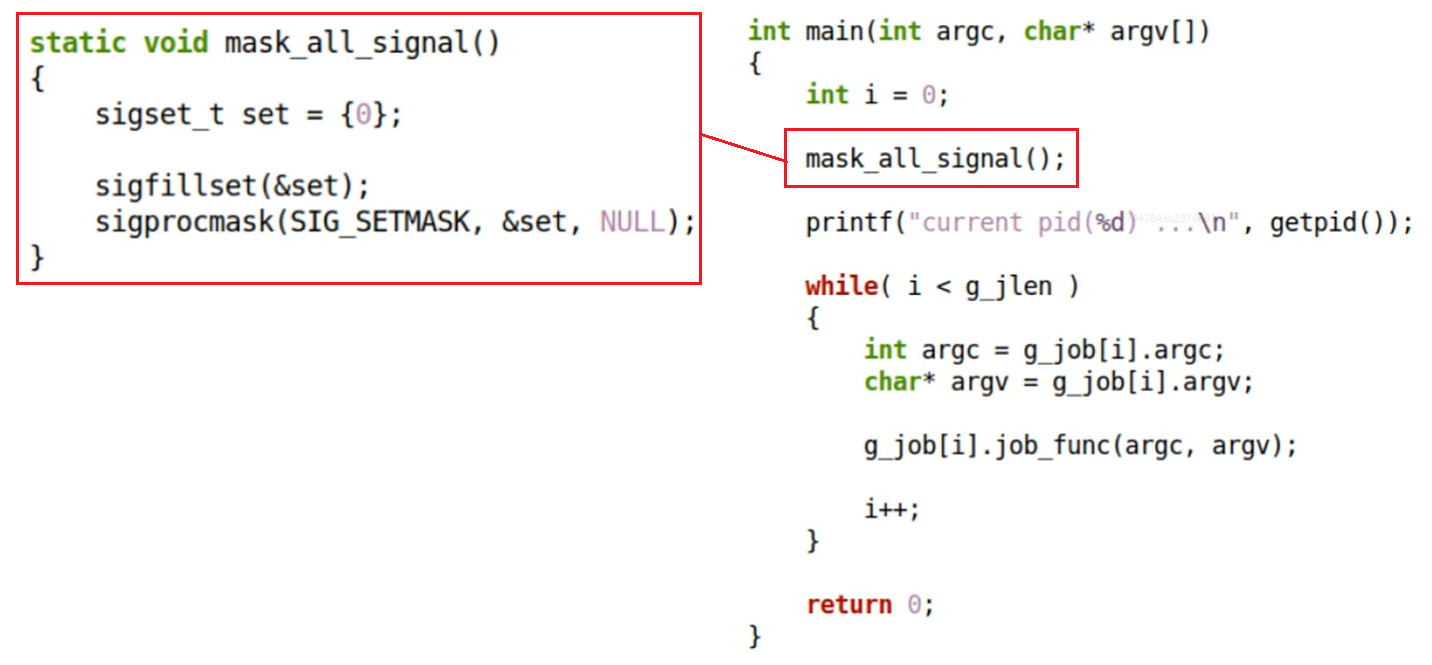 static void mask_all_signal()
{
    sigset_t set = {0};
    sigfillset(&set);
    sigprocmask(SIG_SETMASK, &set, NULL);
}
int main(int argc, char* argv[])
{
    int i = 0;
    mask_all_signal();
    printf("current pid(%d) ...\n", getpid());
    while( i < g_jlen )
    {
        int argc = g_job[i].argc;
        char* argv = g_job[i].argv;
        g_job[i].job_func(argc, argv);
        i++;
    }
    return 0;
}